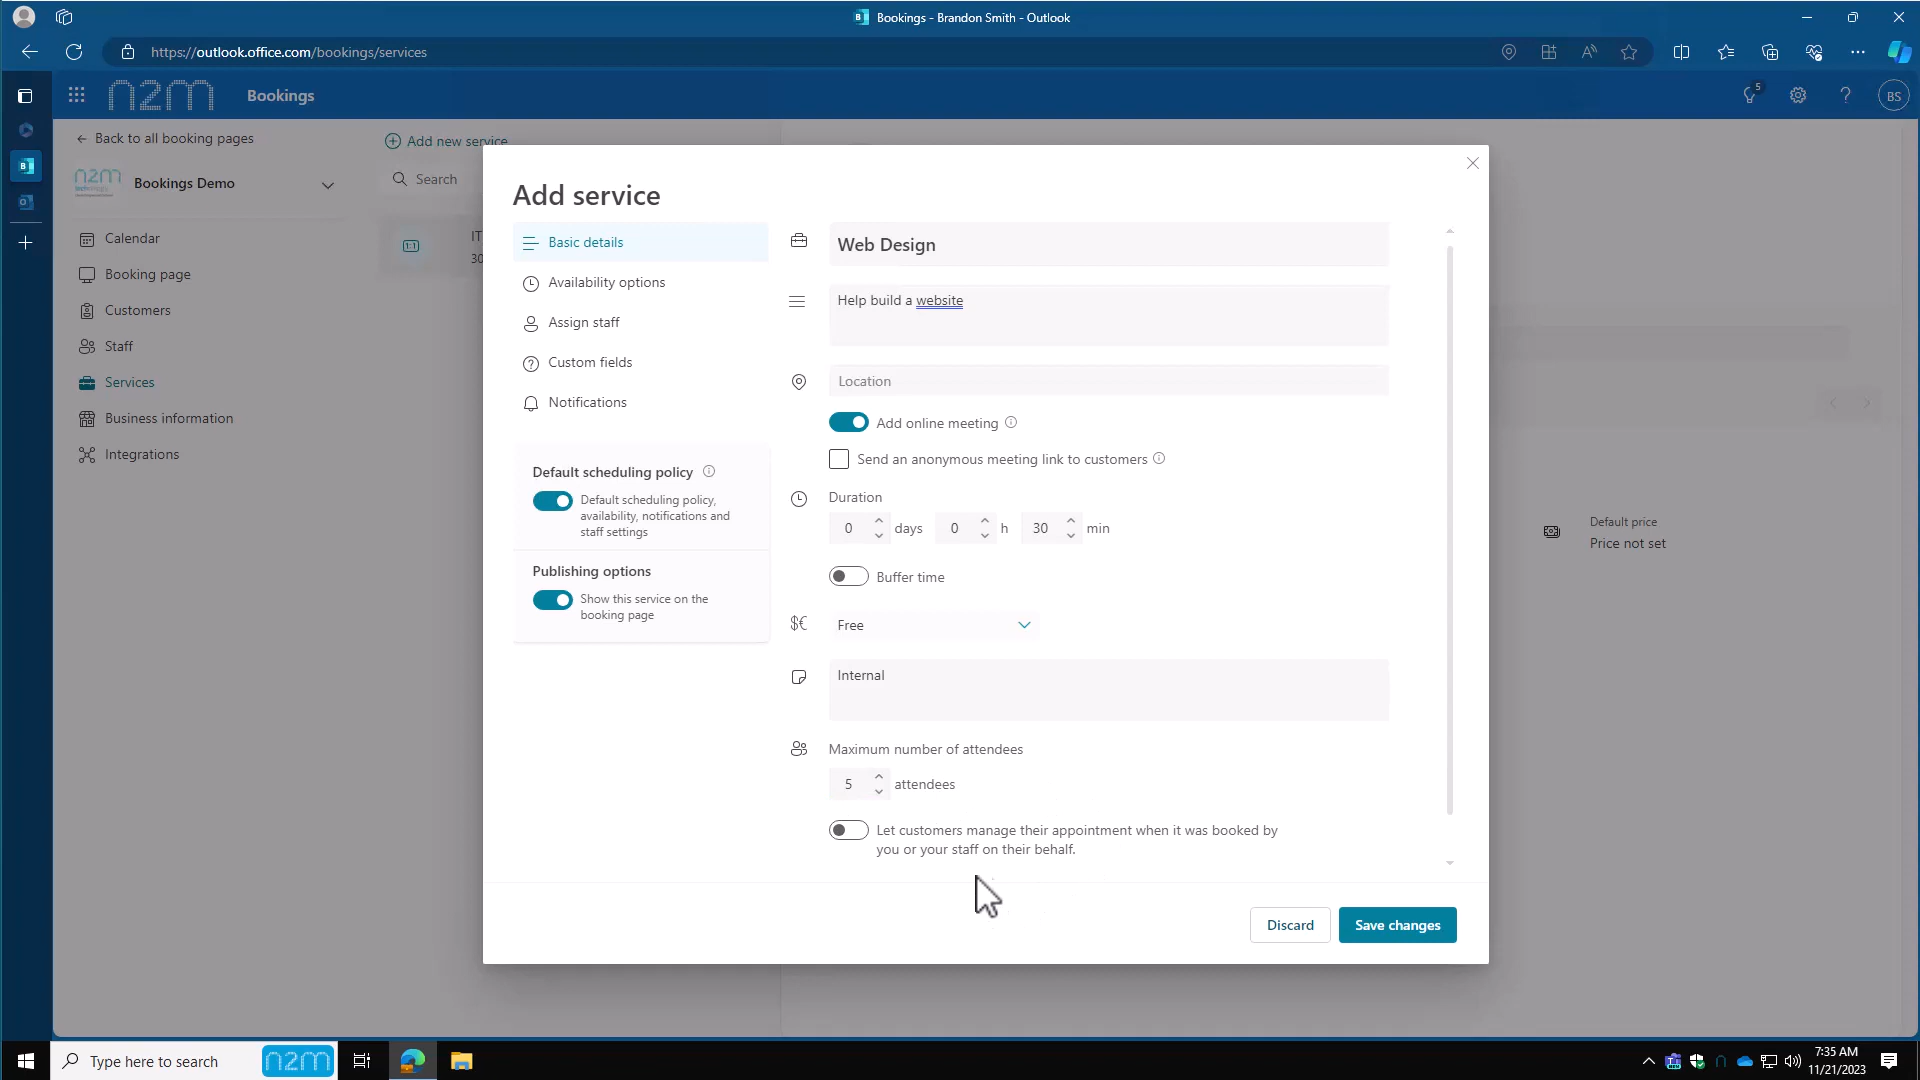 Bookings - Brandon Smith - Outlook
https://outlook.office.com/bookings/services
n2m
Bookings
5
BS
Back to all booking pages
Add new service
n2m
Bookings Demo
Search
Calendar
Booking page
Customers
Staff
Services
Business information
Integrations
IT
30
Add service
Basic details
Availability options
Assign staff
Custom fields
Notifications
Default scheduling policy
Default scheduling policy,
availability, notifications and
staff settings
Publishing options
Show this service on the
booking page
Web Design
Help build a website
Location
Add online meeting
Send an anonymous meeting link to customers
Duration
0 days 0 h 30 min
Buffer time
$€ Free
Internal
Maximum number of attendees
5 attendees
Let customers manage their appointment when it was booked by
you or your staff on their behalf.
Discard
Save changes
Default price
Price not set
Type here to search
n2m
7:35 AM
11/21/2023